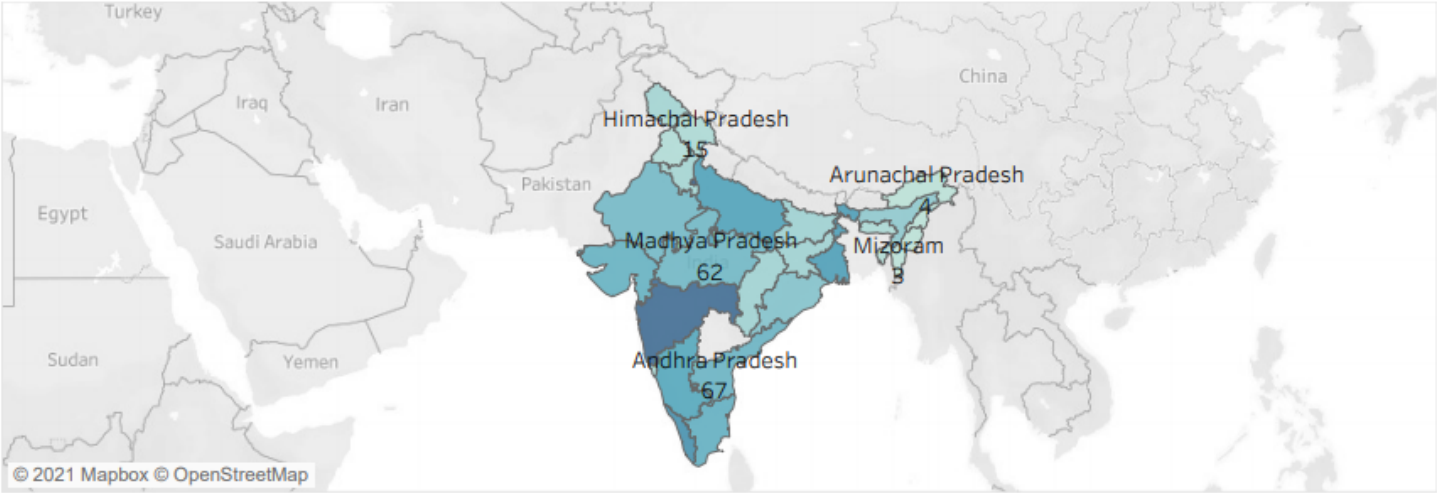 Turkey
China
Iraq
Iran
Himachal Pradesh
15
Arunachal Pradesh
Pakistan
4
Egypt
Saudi Arabia
Madhya Pradesh
Mizoram
India
62
3
Sudan
Yemen
Andhra Pradesh
67
© 2021 Mapbox © OpenStreetMap